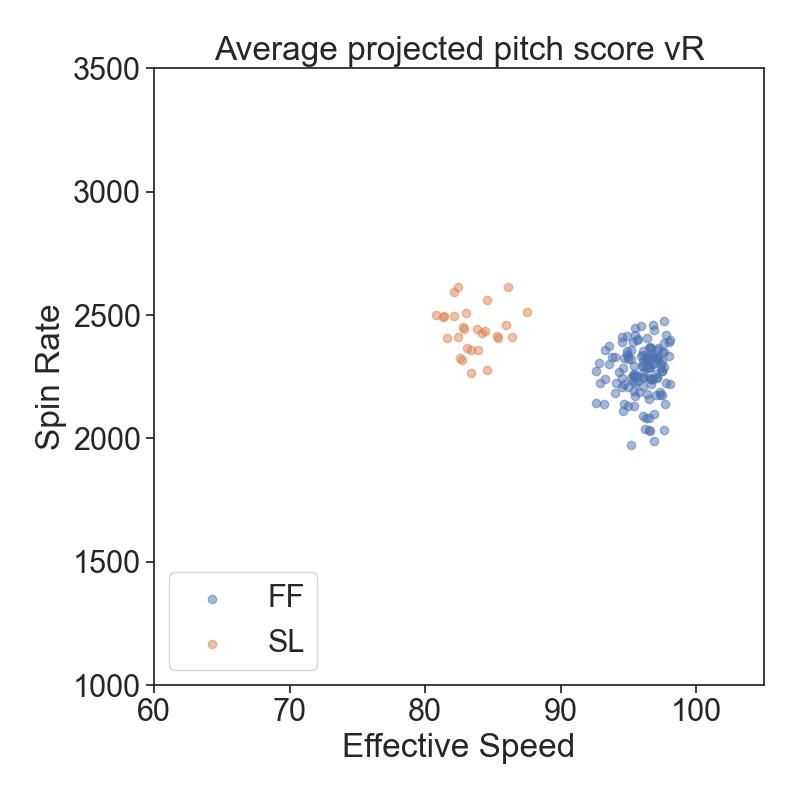 Average projected pitch score vR
3500
3000
2500
2000
1500
1000
Spin Rate
FF
SL
60 70 80 90 100
Effective Speed